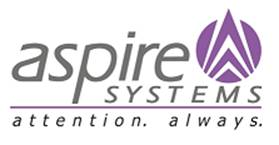 aspire
SYSTEMS
attention. always.